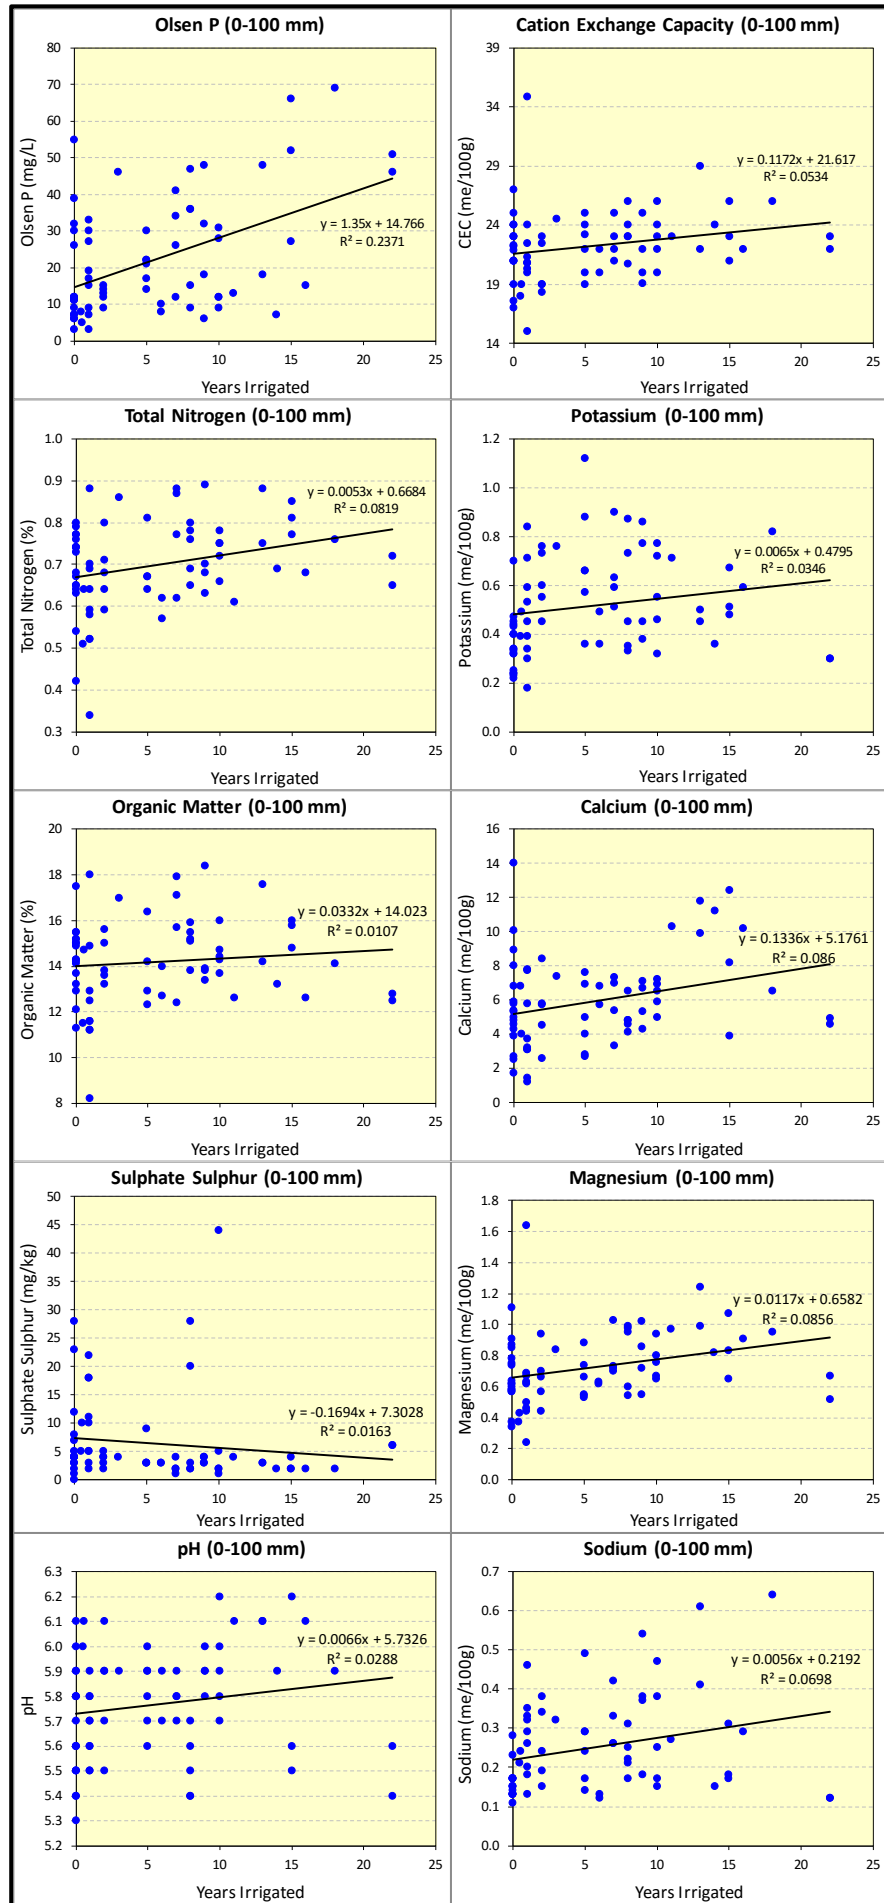 Olsen P (0-100 mm)
80
70
60
50
40
30
20
10
0
Olsen P (mg/L)
y = 1.35x + 14.766
R² = 0.2371
0 5 10 15 20 25
Years Irrigated
Cation Exchange Capacity (0-100 mm)
39
34
29
24
19
14
CEC (me/100g)
y = 0.1172x + 21.617
R² = 0.0534
0 5 10 15 20 25
Years Irrigated
Total Nitrogen (0-100 mm)
1.0
0.9
0.8
0.7
0.6
0.5
0.4
0.3
Total Nitrogen (%)
y = 0.0053x + 0.6684
R² = 0.0819
0 5 10 15 20 25
Years Irrigated
Potassium (0-100 mm)
1.2
1.0
0.8
0.6
0.4
0.2
0.0
Potassium (me/100g)
y = 0.0065x + 0.4795
R² = 0.0346
0 5 10 15 20 25
Years Irrigated
Organic Matter (0-100 mm)
20
18
16
14
12
10
8
Organic Matter (%)
y = 0.0332x + 14.023
R² = 0.0107
0 5 10 15 20 25
Years Irrigated
Calcium (0-100 mm)
16
14
12
10
8
6
4
2
0
Calcium (me/100g)
y = 0.1336x + 5.1761
R² = 0.086
0 5 10 15 20 25
Years Irrigated
Sulphate Sulphur (0-100 mm)
50
45
40
35
30
25
20
15
10
5
0
Sulphate Sulphur (mg/kg)
y = -0.1694x + 7.3028
R² = 0.0163
0 5 10 15 20 25
Years Irrigated
Magnesium (0-100 mm)
1.8
1.6
1.4
1.2
1.0
0.8
0.6
0.4
0.2
0.0
Magnesium (me/100g)
y = 0.0117x + 0.6582
R² = 0.0856
0 5 10 15 20 25
Years Irrigated
pH (0-100 mm)
6.3
6.2
6.1
6.0
5.9
5.8
5.7
5.6
5.5
5.4
5.3
5.2
pH
y = 0.0066x + 5.7326
R² = 0.0288
0 5 10 15 20 25
Years Irrigated
Sodium (0-100 mm)
0.7
0.6
0.5
0.4
0.3
0.2
0.1
0.0
Sodium (me/100g)
y = 0.0056x + 0.2192
R² = 0.0698
0 5 10 15 20 25
Years Irrigated